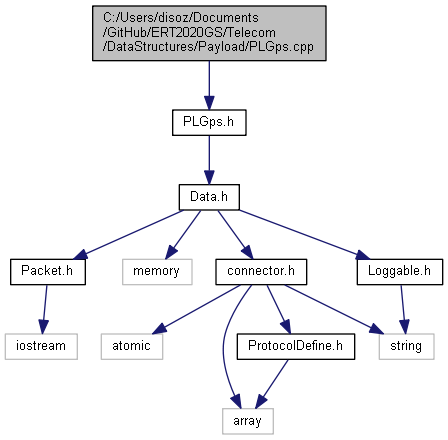 C:/Users/disoz/Documents
/GitHub/ERT2020GS/Telecom
/DataStructures/Payload/PLGps.cpp
PLGps.h
Data.h
Packet.h
memory
connector.h
Loggable.h
iostream
atomic
ProtocolDefine.h
string
array